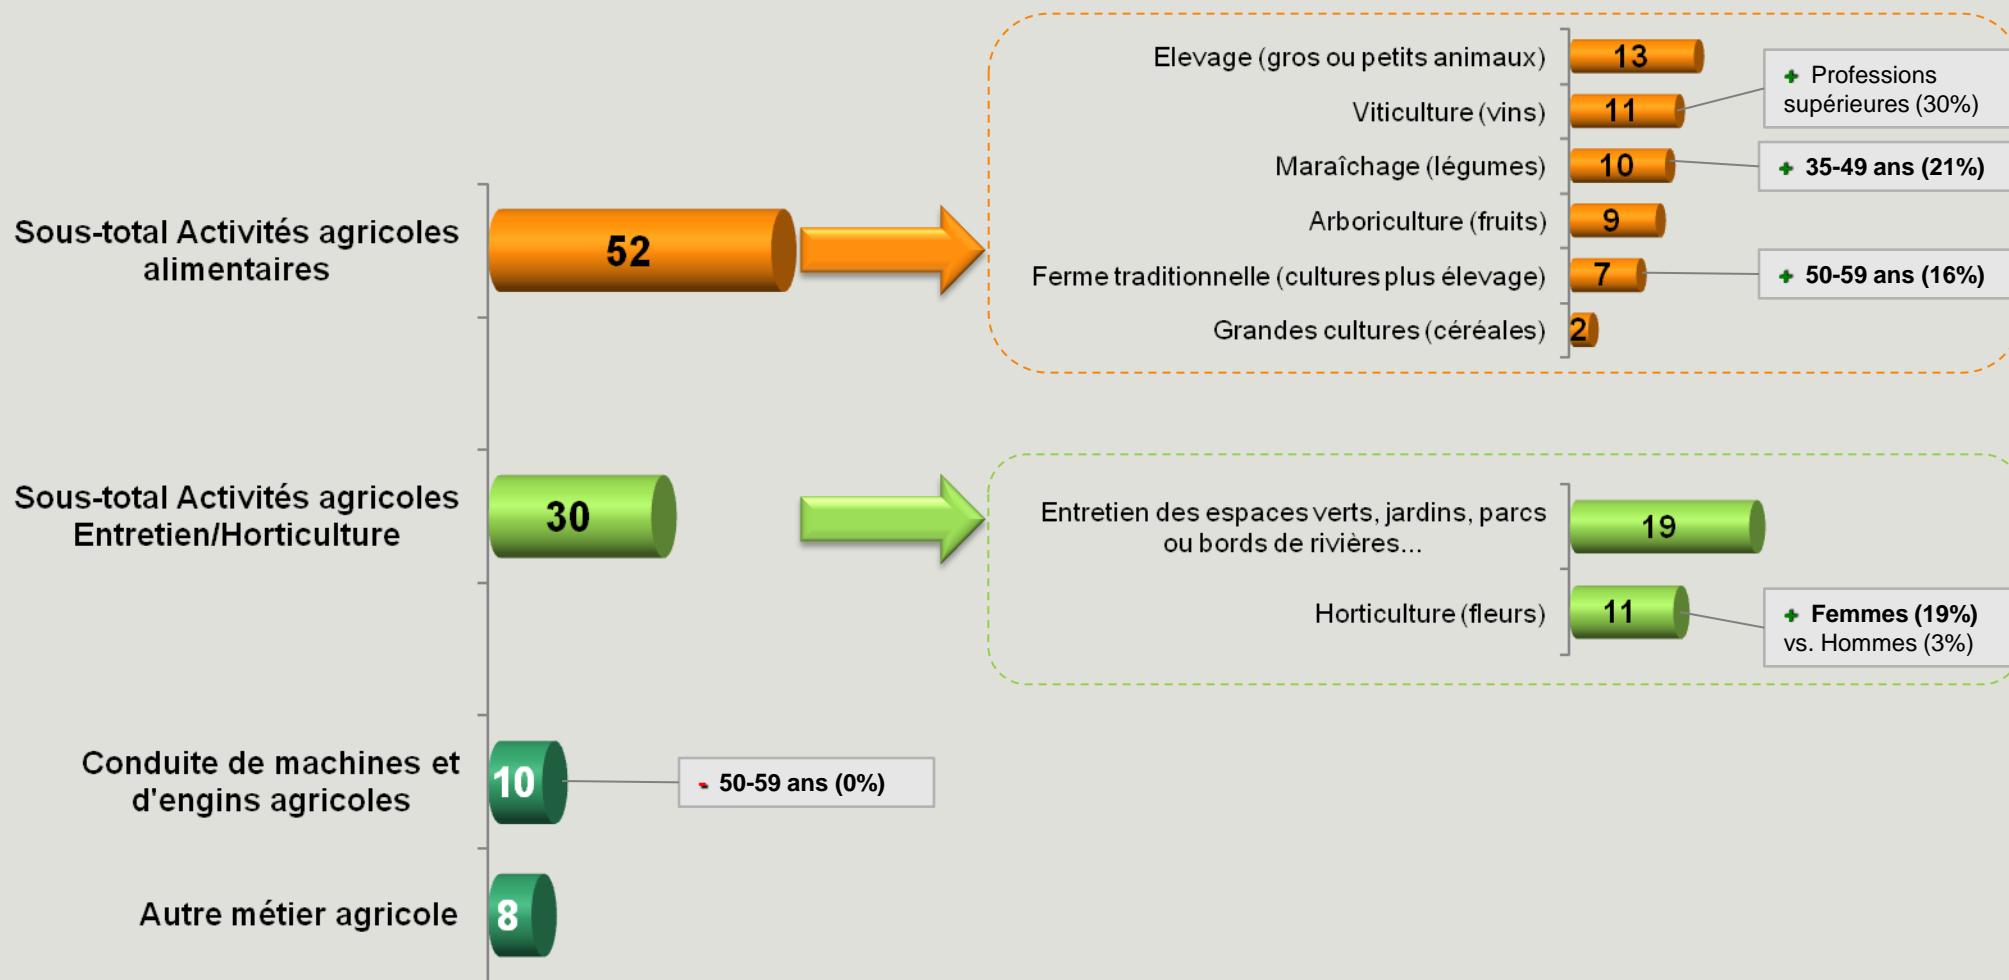 Sous-total Activités agricoles
alimentaires
52
Elevage (gros ou petits animaux)
13
Viticulture (vins)
11
+ Professions
supérieures (30%)
Maraîchage (légumes)
10
+ 35-49 ans (21%)
Arboriculture (fruits)
9
Ferme traditionnelle (cultures plus élevage)
7
+ 50-59 ans (16%)
Grandes cultures (céréales)
2
Sous-total Activités agricoles
Entretien/Horticulture
30
Entretien des espaces verts, jardins, parcs
ou bords de rivières...
19
Horticulture (fleurs)
11
+ Femmes (19%)
vs. Hommes (3%)
Conduite de machines et
d'engins agricoles
10
- 50-59 ans (0%)
Autre métier agricole
8